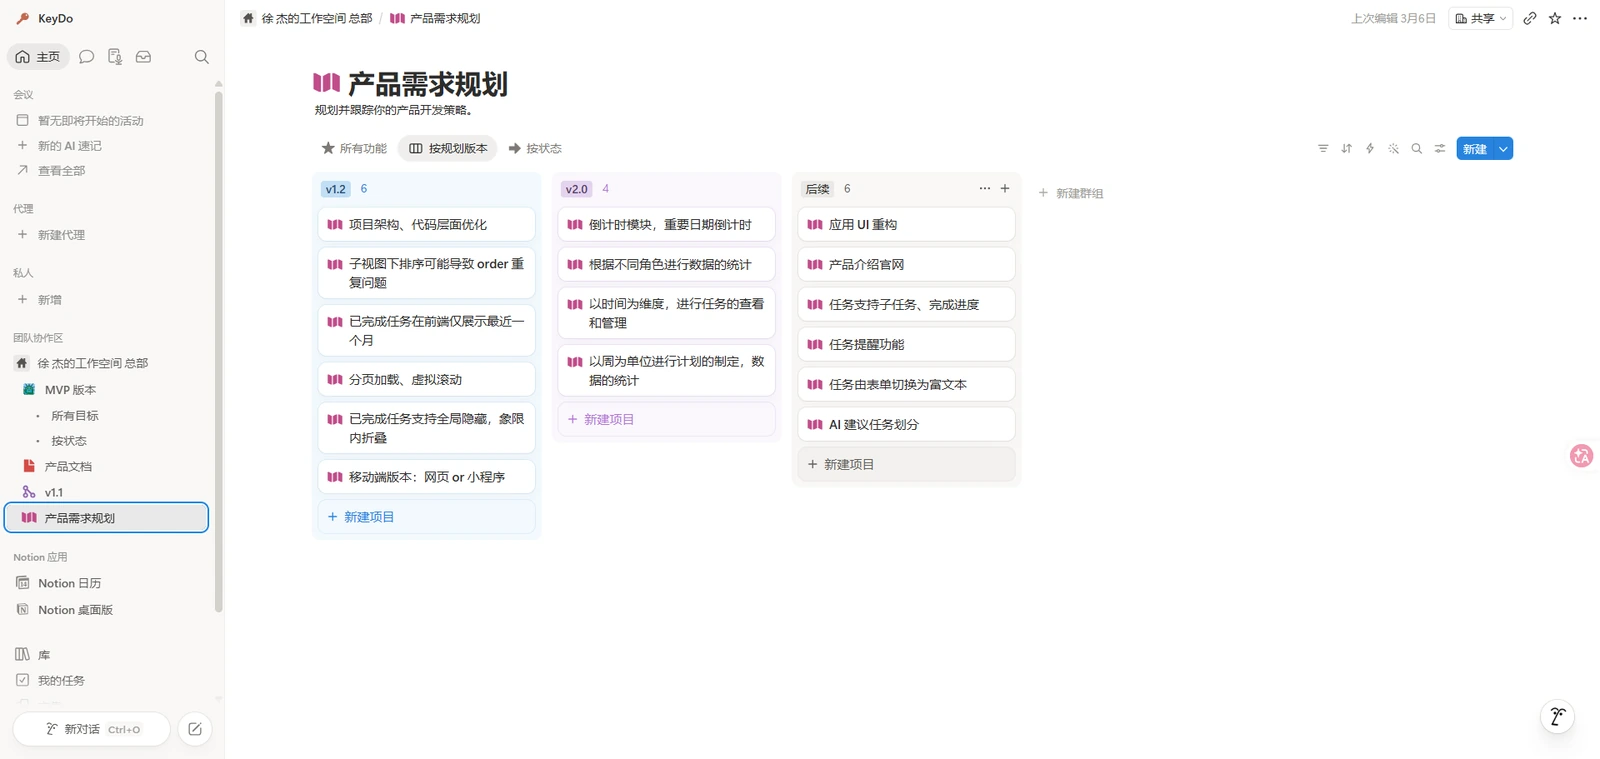 KeyDo
主页
会议
暂无即将开始的活动
新的 AI 速记
查看全部
代理
新建代理
私人
新增
团队协作区
徐 杰的工作空间 总部
MVP 版本
所有目标
按状态
产品文档
v1.1
产品需求规划
Notion 应用
Notion 日历
Notion 桌面版
库
我的任务
新对话 Ctrl+O
徐 杰的工作空间 总部 / 产品需求规划
上次编辑 3月6日 共享
产品需求规划
规划并跟踪你的产品开发策略。
所有功能 按规划版本 按状态
新建
v1.2 6
项目架构、代码层面优化
子视图下排序可能导致 order 重
复问题
已完成任务在前端仅展示最近一
个月
分页加载、虚拟滚动
已完成任务支持全局隐藏，象限
内折叠
移动端版本：网页 or 小程序
新建项目
v2.0 4
倒计时模块，重要日期倒计时
根据不同角色进行数据的统计
以时间为维度，进行任务的查看
和管理
以周为单位进行计划的制定，数
据的统计
新建项目
后续 6
应用 UI 重构
产品介绍官网
任务支持子任务、完成进度
任务提醒功能
任务由表单切换为富文本
AI 建议任务划分
新建项目
新建群组